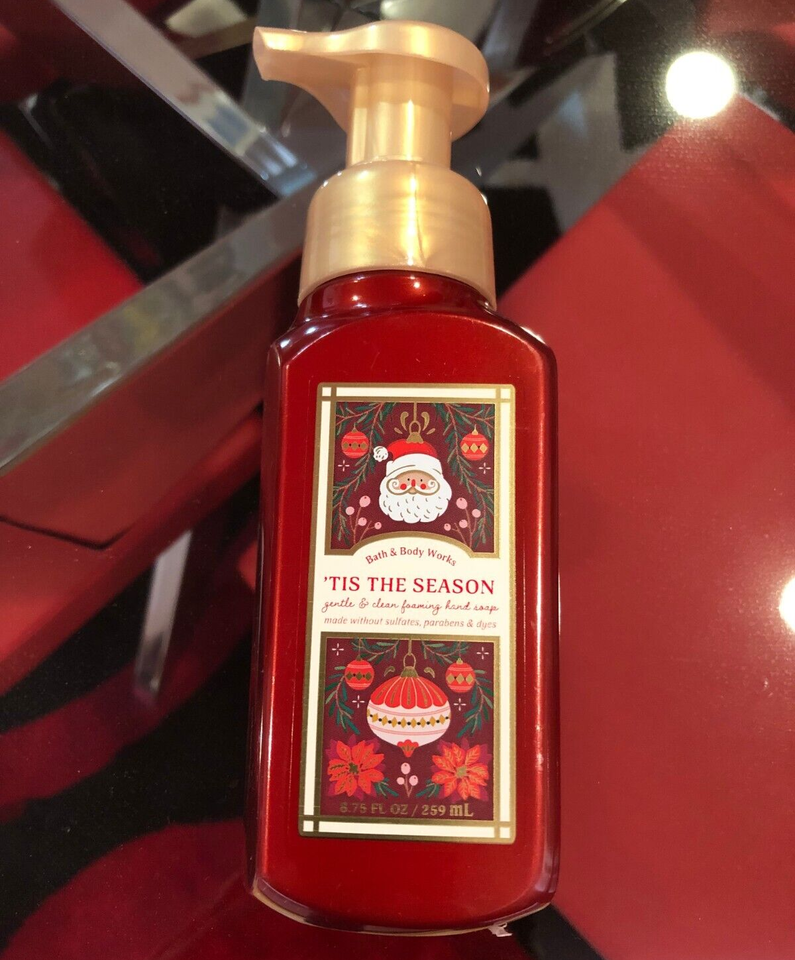 Bath & Body Works
'TIS THE SEASON
gentle & clean foaming hand soap
made without sulfates, parabens & dyes
8.75 FL OZ / 259 mL